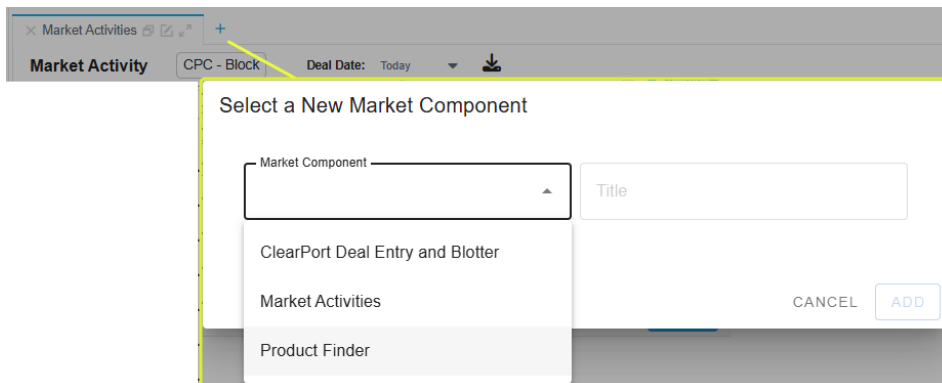 Market Activities +
Market Activity CPC - Block Deal Date: Today
Select a New Market Component
Market Component
Title
ClearPort Deal Entry and Blotter
Market Activities
CANCEL ADD
Product Finder